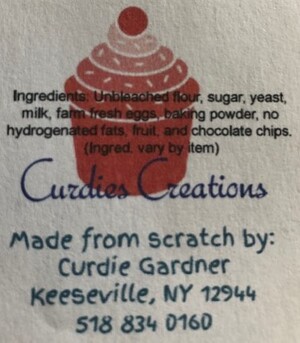 Ingredients: Unbleached flour, sugar, yeast,
milk, farm fresh eggs, baking powder, no
hydrogenated fats, fruit, and chocolate chips.
(Ingred. vary by item)
Curdies Creations
Made from scratch by:
Curdie Gardner
Keeseville, NY 12944
518 834 0160